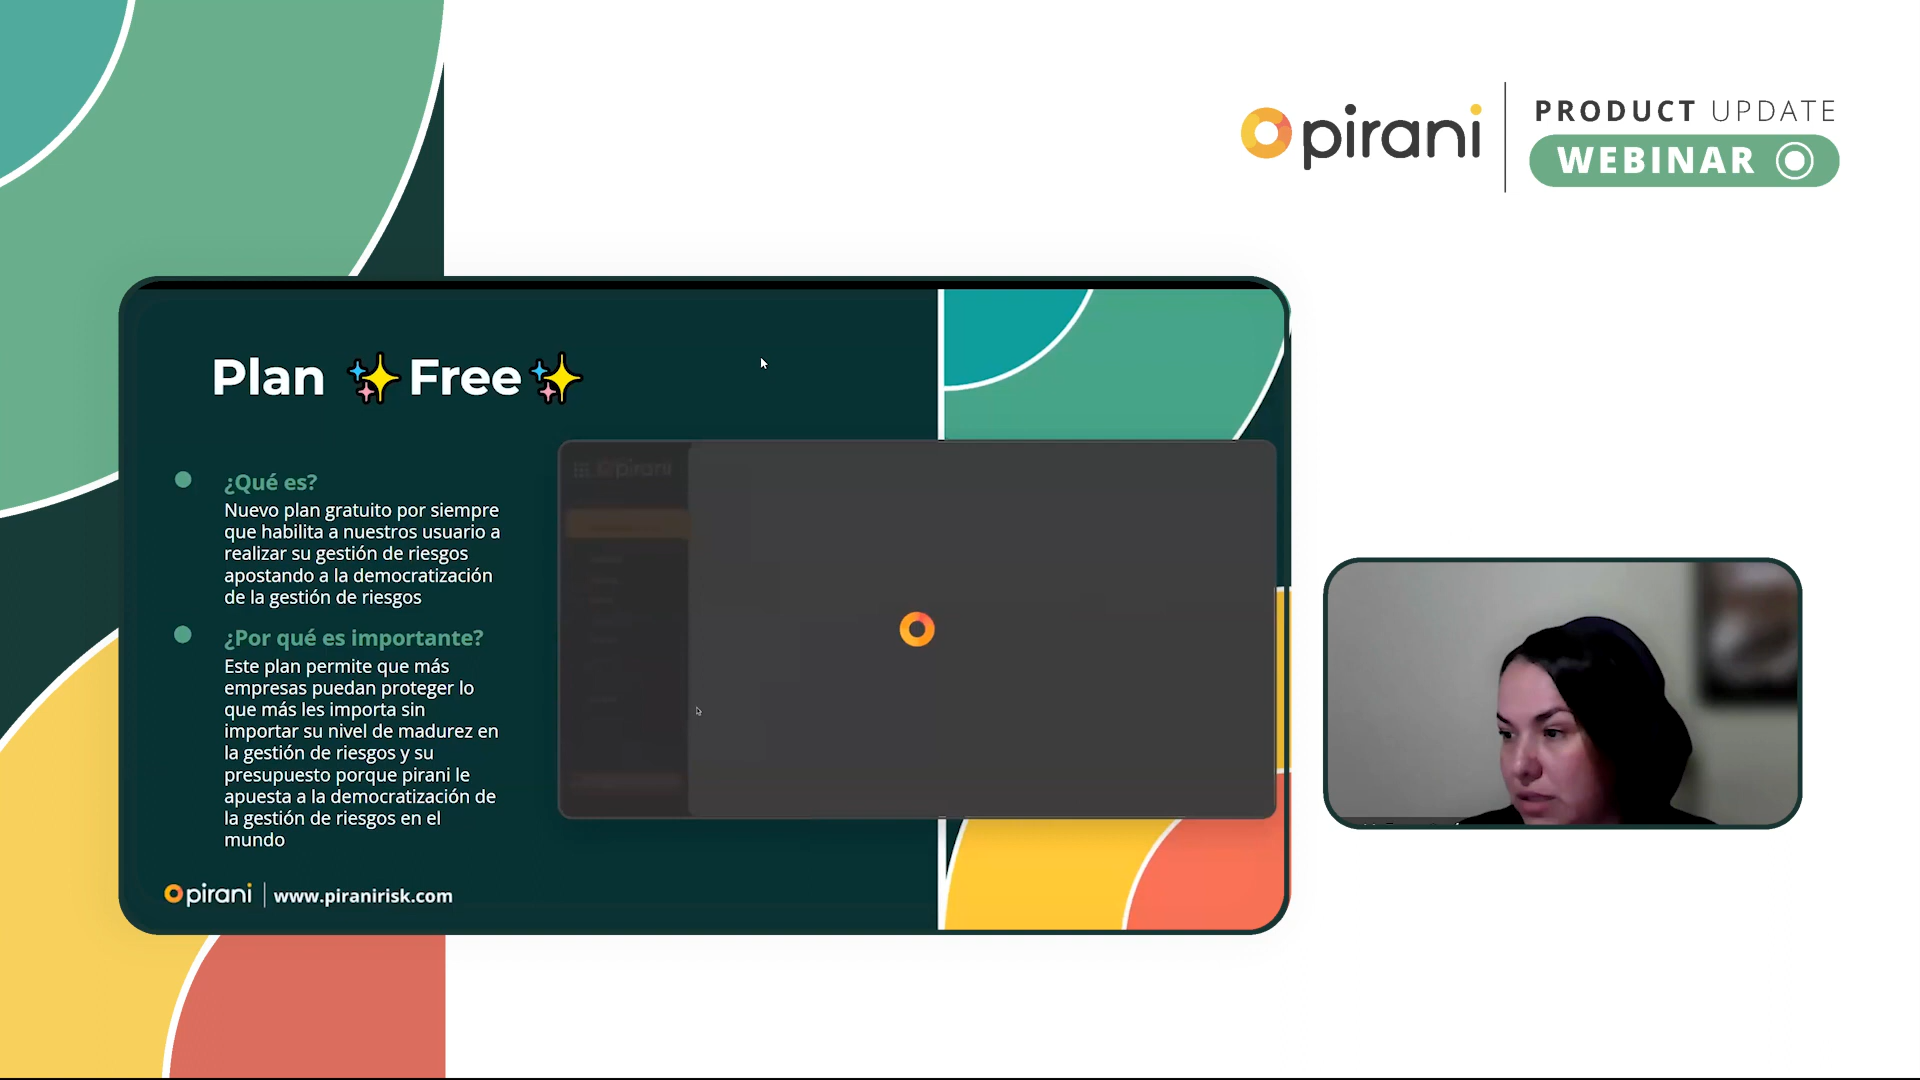 pirani
PRODUCT UPDATE
WEBINAR
Plan ✨ Free ✨
¿Qué es?
Nuevo plan gratuito por siempre
que habilita a nuestros usuario a
realizar su gestión de riesgos
apostando a la democratización
de la gestión de riesgos
¿Por qué es importante?
Este plan permite que más
empresas puedan proteger lo
que más les importa sin
importar su nivel de madurez en
la gestión de riesgos y su
presupuesto porque pirani le
apuesta a la democratización de
la gestión de riesgos en el
mundo
pirani
pirani | www.piranirisk.com